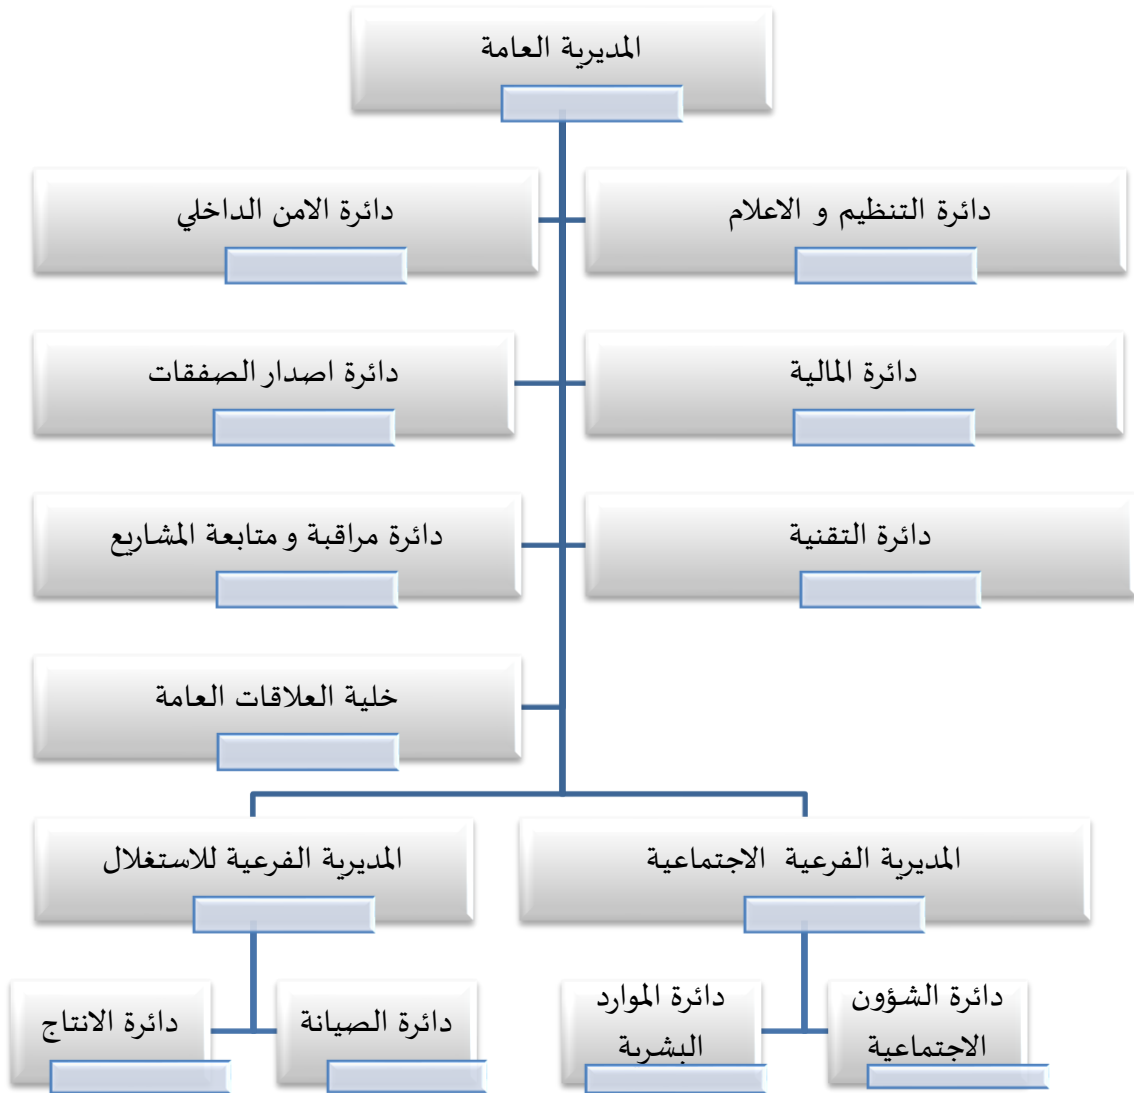 المديرية العامة
دائرة التنظيم و الاعلام
دائرة الامن الداخلي
دائرة المالية
دائرة اصدار الصفقات
دائرة التقنية
دائرة مراقبة و متابعة المشاريع
خلية العلاقات العامة
المديرية الفرعية الاجتماعية
المديرية الفرعية للاستغلال
دائرة الشؤون
الاجتماعية
دائرة الموارد
البشرية
دائرة الصيانة
دائرة الانتاج